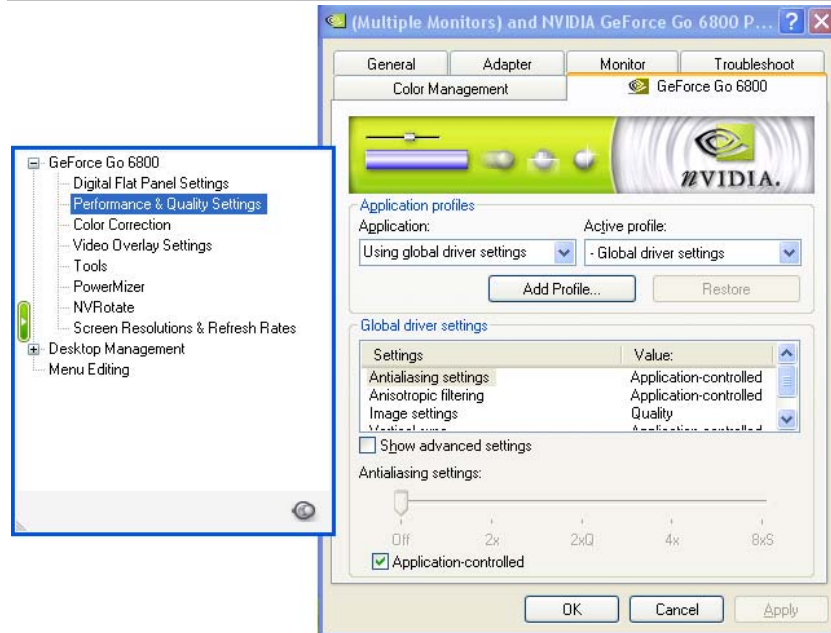 (Multiple Monitors) and NVIDIA GeForce Go 6800 P...
General Adapter Monitor Troubleshoot
Color Management GeForce Go 6800
nVIDIA.
GeForce Go 6800
Digital Flat Panel Settings
Performance & Quality Settings
Color Correction
Video Overlay Settings
Tools
PowerMizer
NVRotate
Screen Resolutions & Refresh Rates
Desktop Management
Menu Editing
Application profiles
Application: Active profile:
Using global driver settings - Global driver settings
Add Profile... Restore
Global driver settings
Settings Value:
Antialiasing settings Application-controlled
Anisotropic filtering Application-controlled
Image settings Quality
Show advanced settings
Antialiasing settings:
Off 2x 2xQ 4x 8xS
Application-controlled
OK Cancel Apply